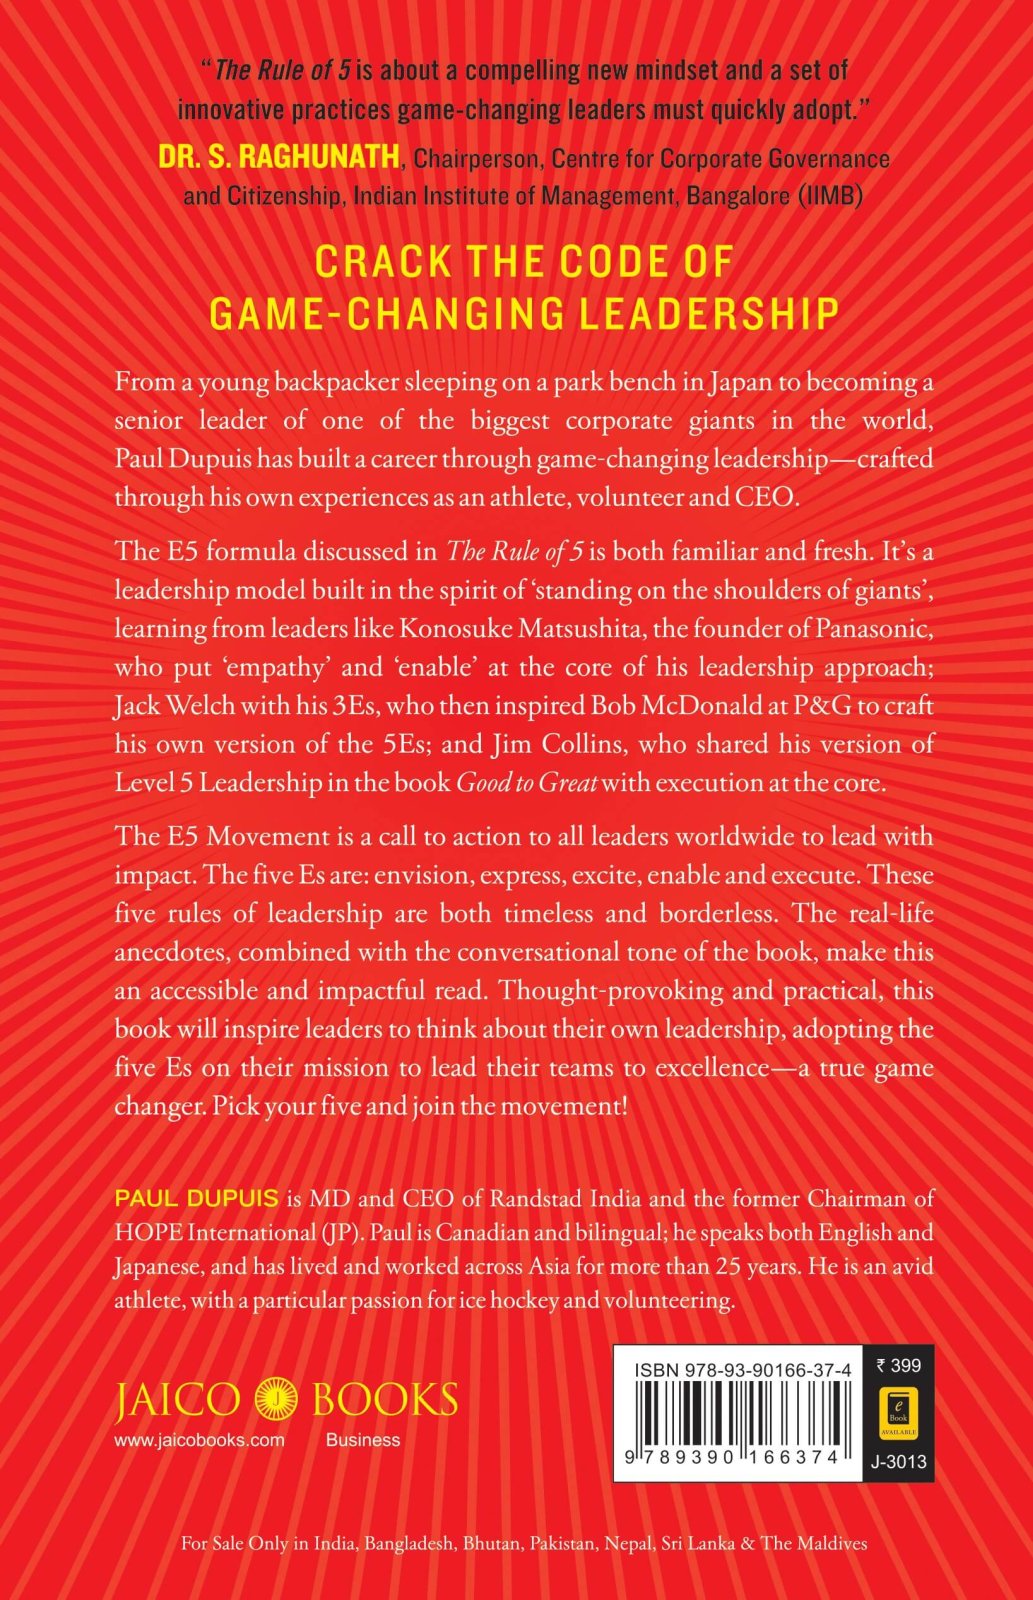 “The Rule of 5 is about a compelling new mindset and a set of
innovative practices game-changing leaders must quickly adopt.”
DR. S. RAGHUNATH, Chairperson, Centre for Corporate Governance
and Citizenship, Indian Institute of Management, Bangalore (IIMB)
CRACK THE CODE OF
GAME-CHANGING LEADERSHIP
From a young backpacker sleeping on a park bench in Japan to becoming a
senior leader of one of the biggest corporate giants in the world,
Paul Dupuis has built a career through game-changing leadership—crafted
through his own experiences as an athlete, volunteer and CEO.
The E5 formula discussed in The Rule of 5 is both familiar and fresh. It’s a
leadership model built in the spirit of ‘standing on the shoulders of giants’,
learning from leaders like Konosuke Matsushita, the founder of Panasonic,
who put ‘empathy’ and ‘enable’ at the core of his leadership approach;
Jack Welch with his 3Es, who then inspired Bob McDonald at P&G to craft
his own version of the 5Es; and Jim Collins, who shared his version of
Level 5 Leadership in the book Good to Great with execution at the core.
The E5 Movement is a call to action to all leaders worldwide to lead with
impact. The five Es are: envision, express, excite, enable and execute. These
five rules of leadership are both timeless and borderless. The real-life
anecdotes, combined with the conversational tone of the book, make this
an accessible and impactful read. Thought-provoking and practical, this
book will inspire leaders to think about their own leadership, adopting the
five Es on their mission to lead their teams to excellence—a true game
changer. Pick your five and join the movement!
PAUL DUPUIS is MD and CEO of Randstad India and the former Chairman of
HOPE International (JP). Paul is Canadian and bilingual; he speaks both English and
Japanese, and has lived and worked across Asia for more than 25 years. He is an avid
athlete, with a particular passion for ice hockey and volunteering.
JAICO J BOOKS
www.jaicobooks.com Business
ISBN 978-93-90166-37-4
9 789390 166374
₹ 399
e
Book
AVAILABLE
J-3013
For Sale Only in India, Bangladesh, Bhutan, Pakistan, Nepal, Sri Lanka & The Maldives